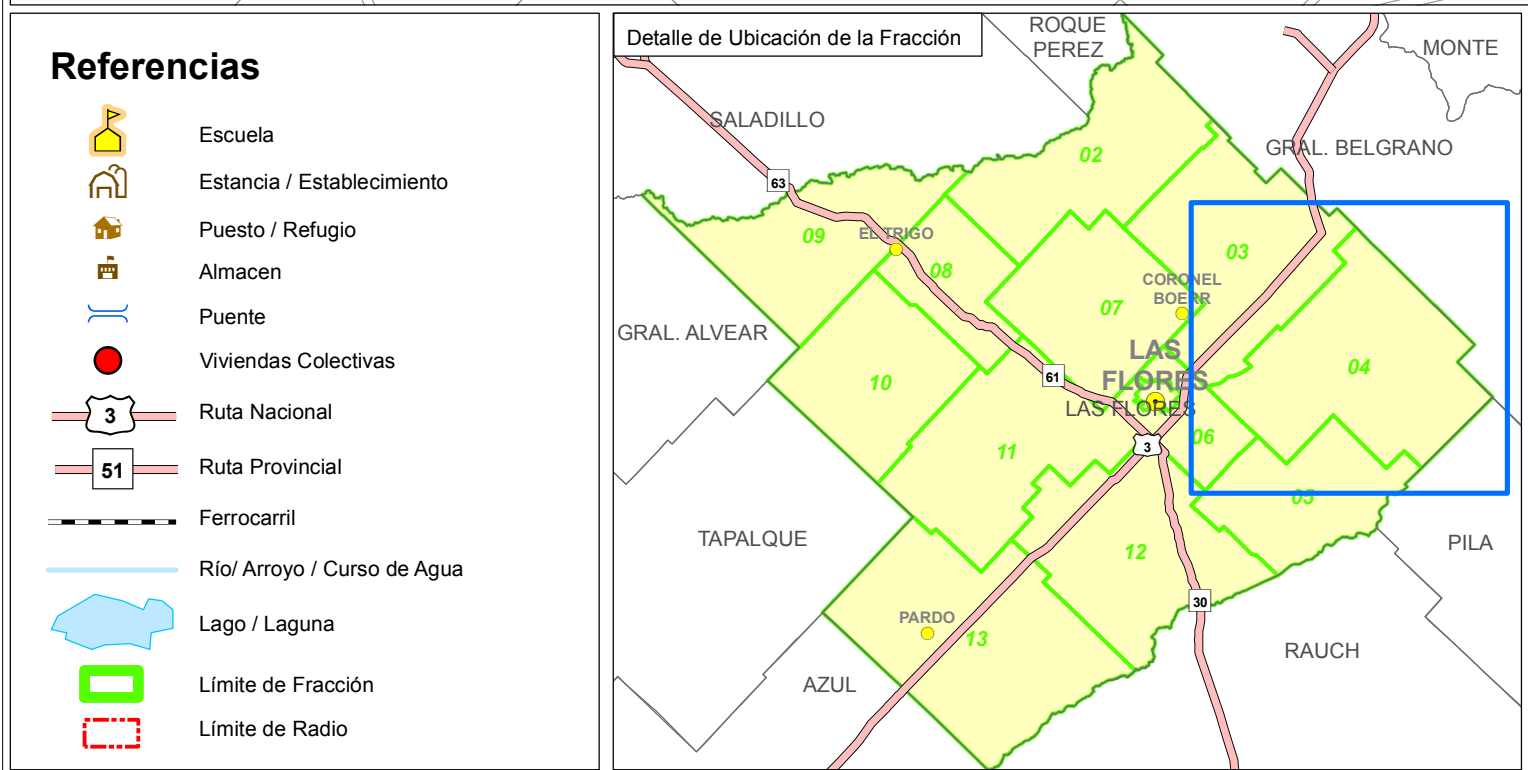 Referencias
Escuela
Estancia / Establecimiento
Puesto / Refugio
Almacen
Puente
Viviendas Colectivas
3
Ruta Nacional
51
Ruta Provincial
Ferrocarril
Río/ Arroyo / Curso de Agua
Lago / Laguna
Límite de Fracción
Límite de Radio
Detalle de Ubicación de la Fracción
ROQUE
PEREZ
MONTE
SALADILLO
GRAL. BELGRANO
02
63
09
EL TRIGO
03
08
CORONEL
BOERR
07
GRAL. ALVEAR
LAS
FLORES
LAS FLORES
04
61
10
06
3
11
05
TAPALQUE
12
PILA
30
PARDO
13
RAUCH
AZUL